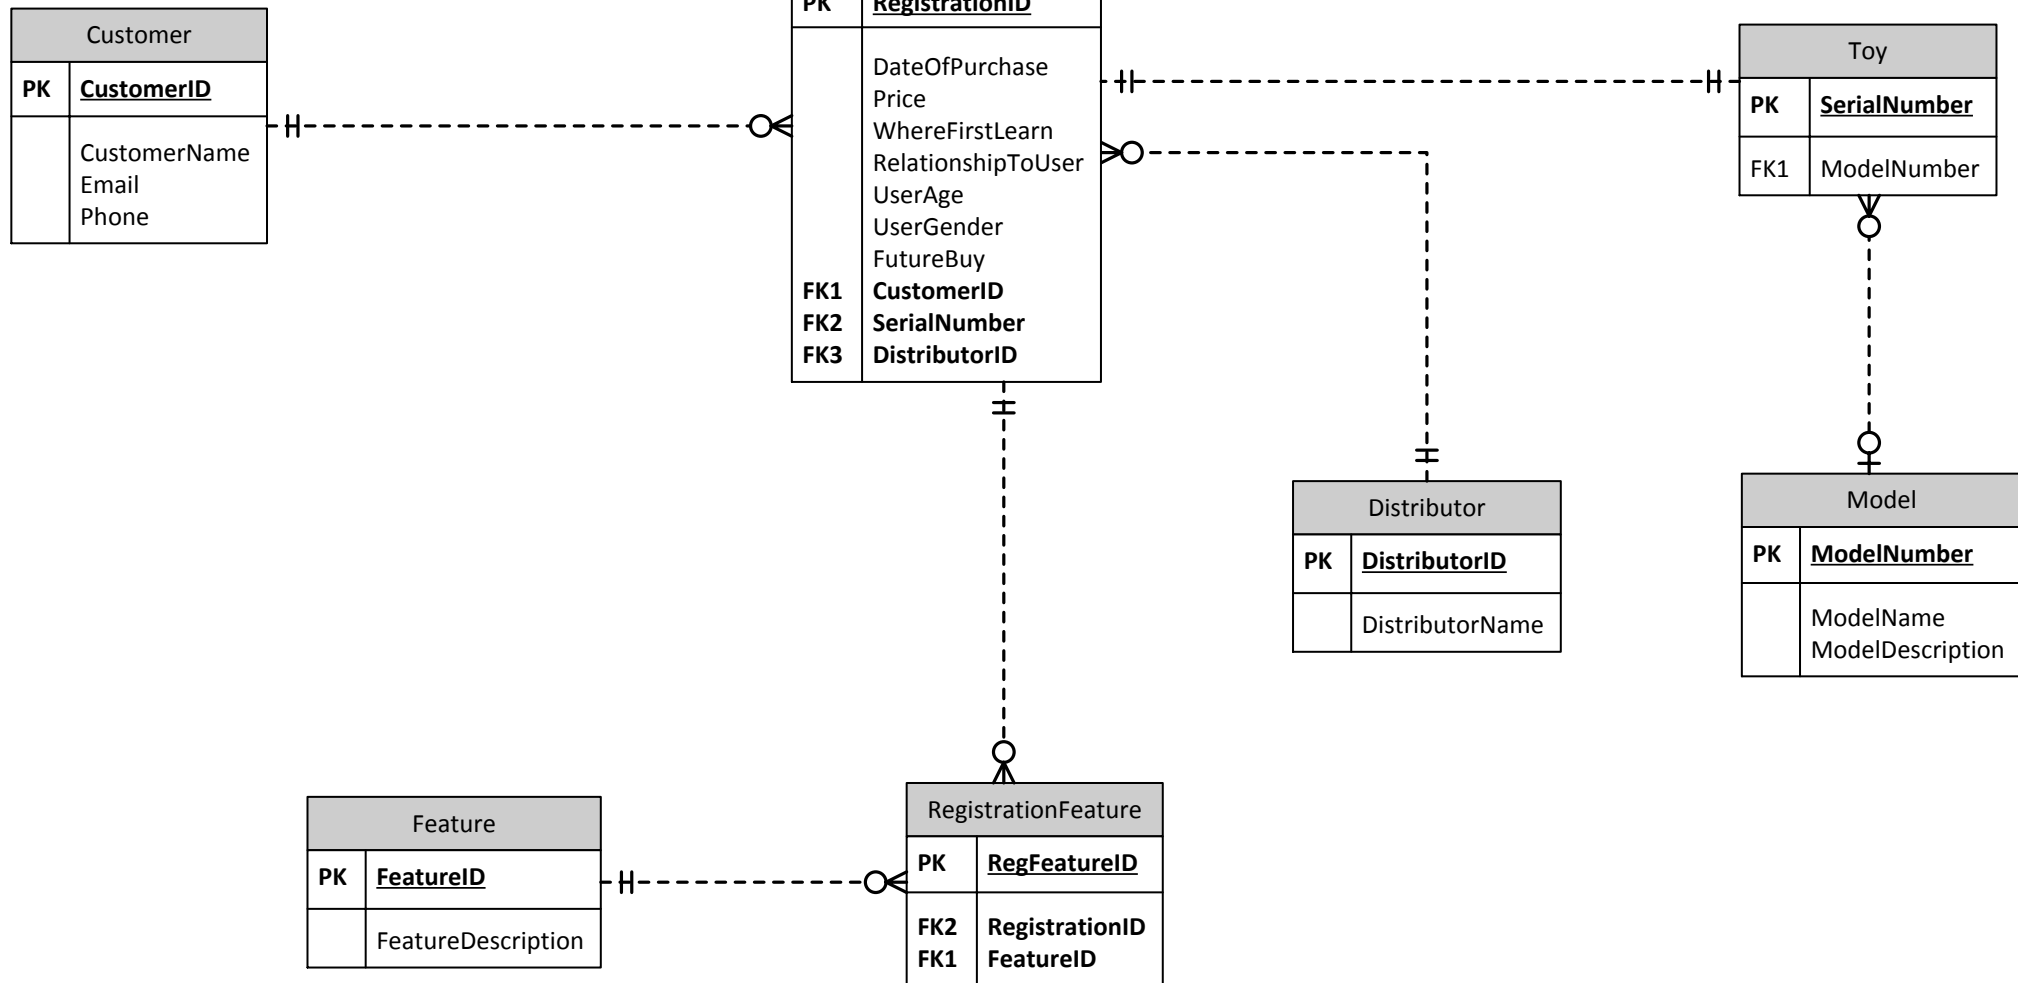 Customer
PK CustomerID
CustomerName
Email
Phone
PK RegistrationID
DateOfPurchase
Price
WhereFirstLearn
RelationshipToUser
UserAge
UserGender
FutureBuy
FK1 CustomerID
FK2 SerialNumber
FK3 DistributorID
Toy
PK SerialNumber
FK1 ModelNumber
Distributor
PK DistributorID
DistributorName
Model
PK ModelNumber
ModelName
ModelDescription
Feature
PK FeatureID
FeatureDescription
RegistrationFeature
PK RegFeatureID
FK2 RegistrationID
FK1 FeatureID